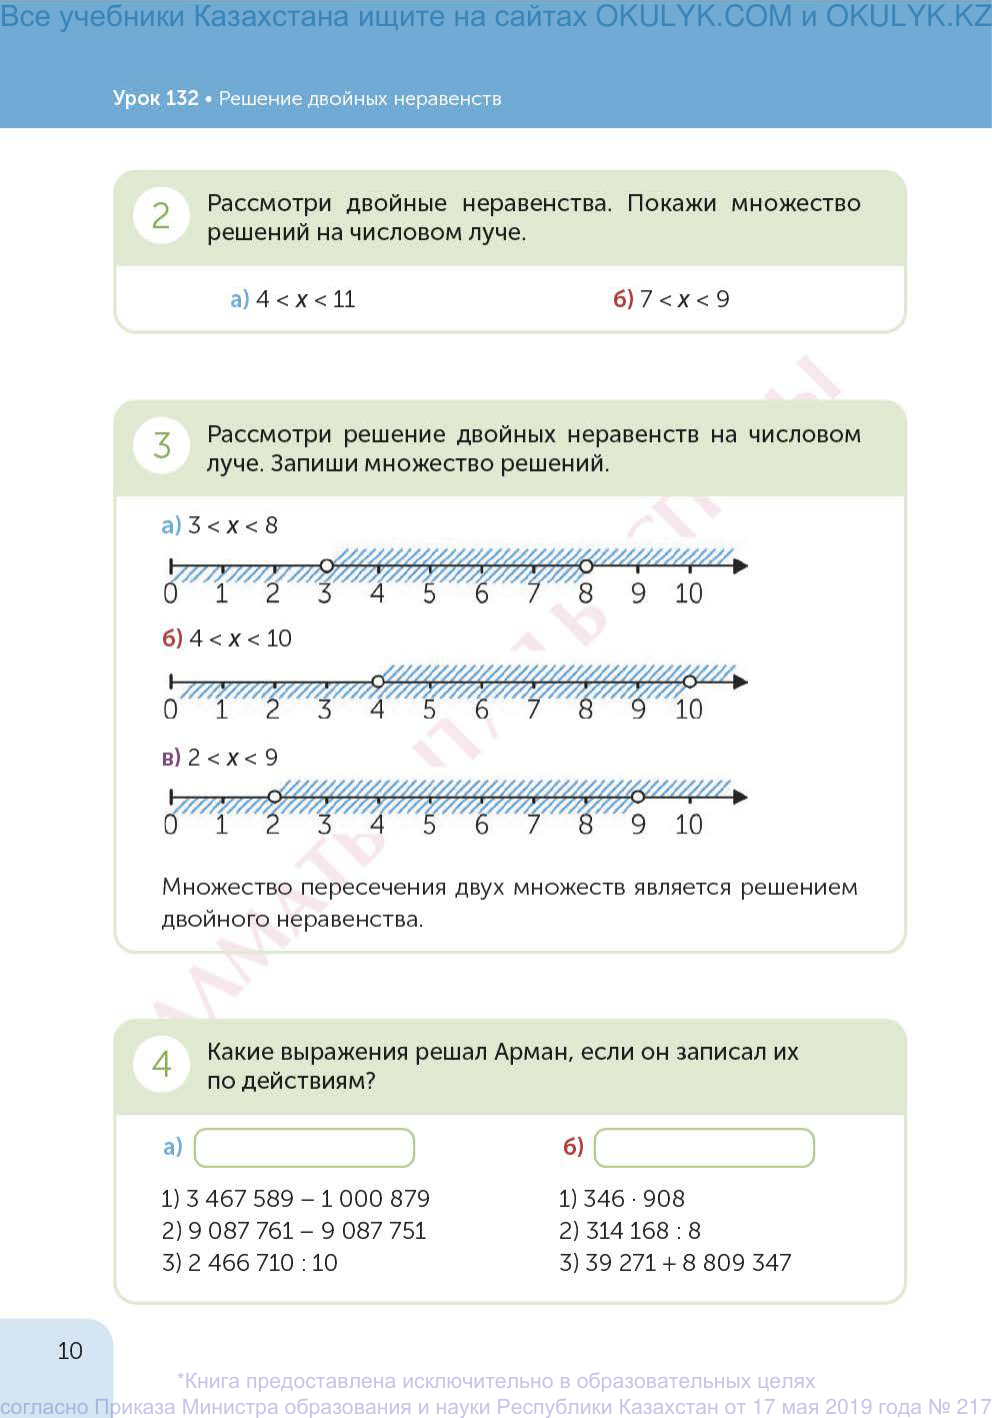 Все учебники Казахстана ищите на сайтах OKULYK.COM и OKULYK.KZ
Урок 132 • Решение двойных неравенств
2
Рассмотри двойные неравенства. Покажи множество
решений на числовом луче.
а) 4 < x < 11
б) 7 < x < 9
3
Рассмотри решение двойных неравенств на числовом
луче. Запиши множество решений.
а) 3 < x < 8
0 1 2 3 4 5 6 7 8 9 10
б) 4 < x < 10
0 1 2 3 4 5 6 7 8 9 10
в) 2 < x < 9
0 1 2 3 4 5 6 7 8 9 10
Множество пересечения двух множеств является решением
двойного неравенства.
4
Какие выражения решал Арман, если он записал их
по действиям?
а)
1) 3 467 589 – 1 000 879
2) 9 087 761 – 9 087 751
3) 2 466 710 : 10
б)
1) 346 · 908
2) 314 168 : 8
3) 39 271 + 8 809 347
10
*Книга предоставлена исключительно в образовательных целях
согласно Приказа Министра образования и науки Республики Казахстан от 17 мая 2019 года № 217